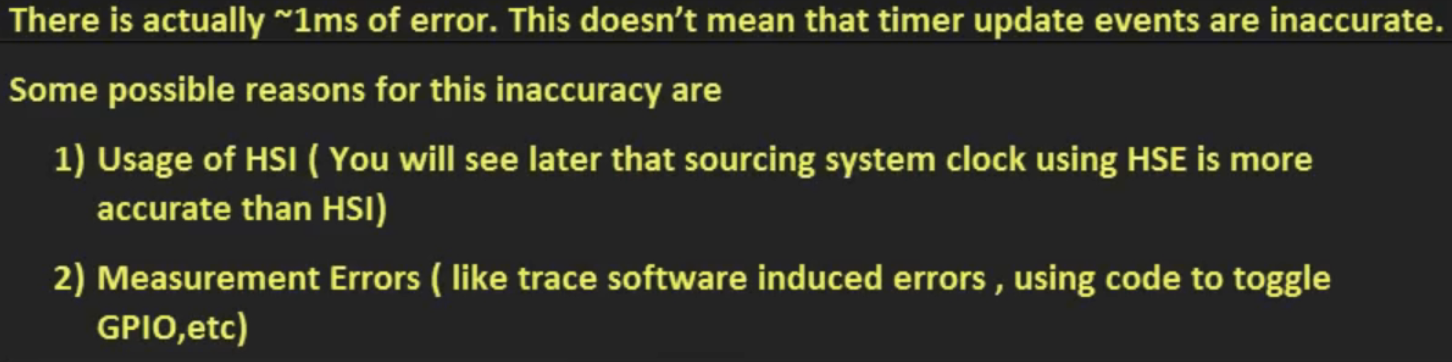 There is actually ~1ms of error. This doesn’t mean that timer update events are inaccurate.
Some possible reasons for this inaccuracy are
1) Usage of HSI ( You will see later that sourcing system clock using HSE is more
accurate than HSI)
2) Measurement Errors ( like trace software induced errors , using code to toggle
GPIO,etc)